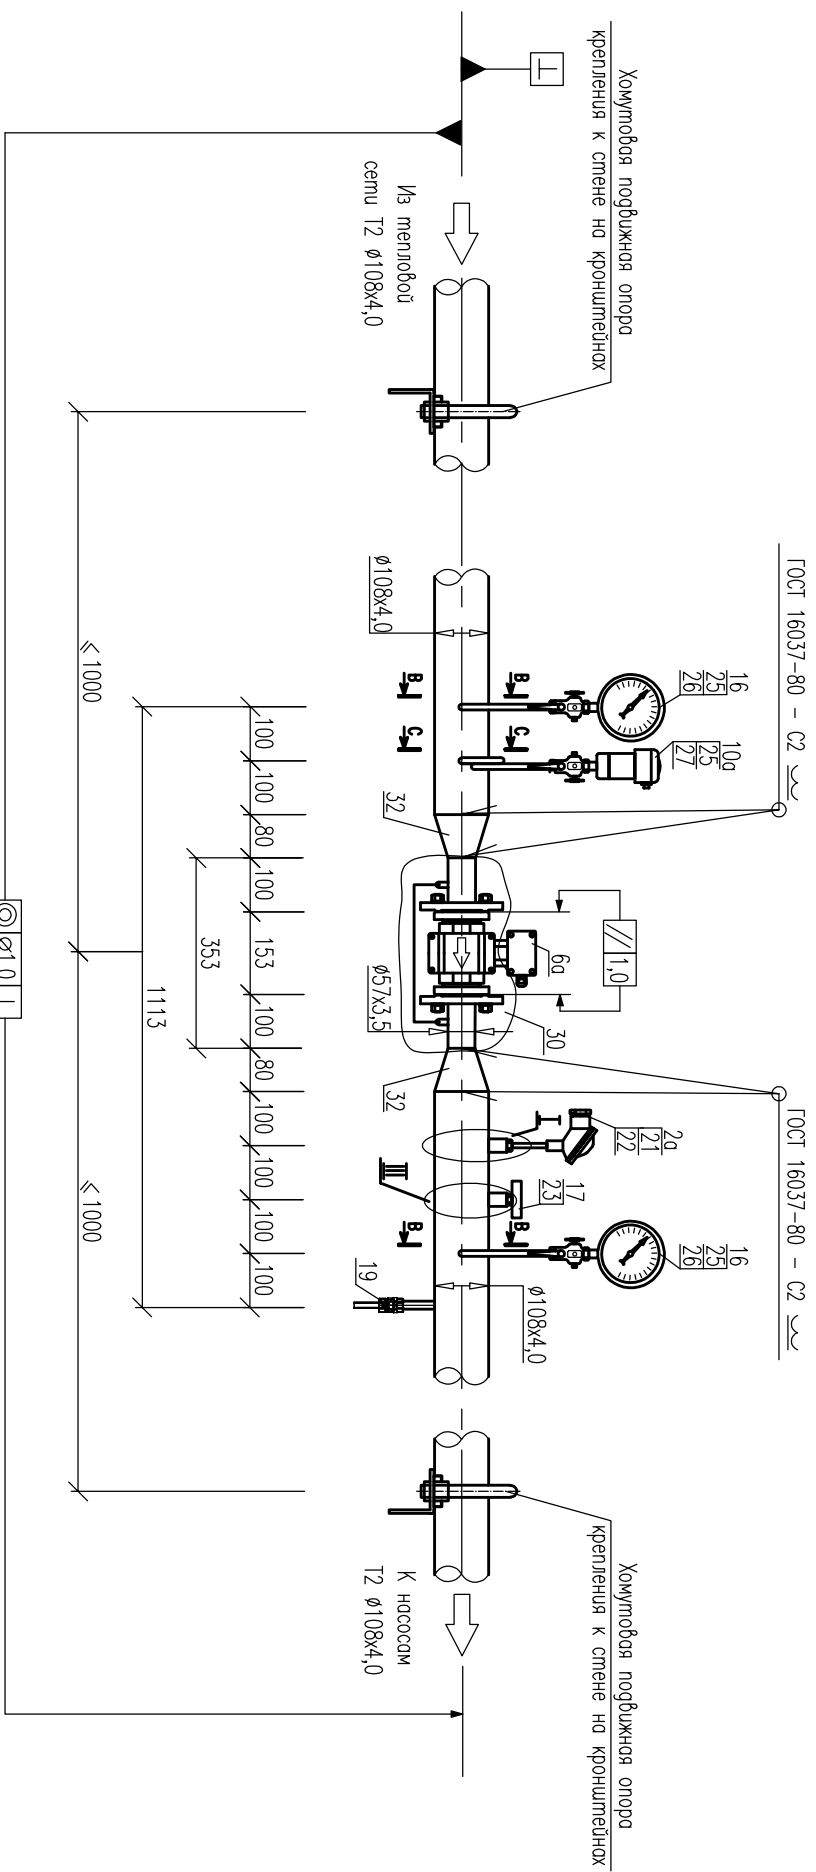 Хомутовая подвижная опора
крепления к стене на кронштейнах
Из тепловой
сети Т2 ø108х4,0
ГОСТ 16037-80 - С2
ГОСТ 16037-80 - С2
Хомутовая подвижная опора
крепления к стене на кронштейнах
К насосам
Т2 ø108х4,0
16
25
26
10а
25
27
// 1,0
6а
30
2а
21
22
17
23
16
25
26
ø108х4,0
B
B
C
C
32
ø57х3,5
32
I
III
B
B
19
ø108х4,0
100
100
80
100
153
100
80
100
100
100
100
353
1113
⩽1000
⩽1000
◎ ø1,0 ⊥
⊥